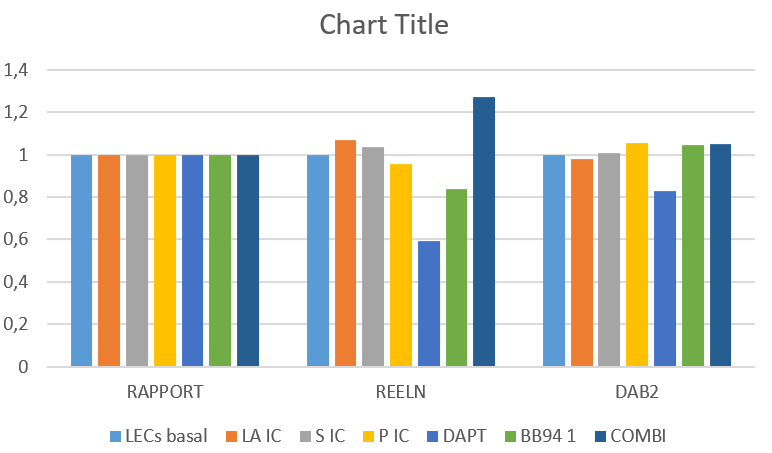 Chart Title
1,4
1,2
1
0,8
0,6
0,4
0,2
0
RAPPORT REELN DAB2
LECs basal LA IC S IC P IC DAPT BB94 1 COMBI